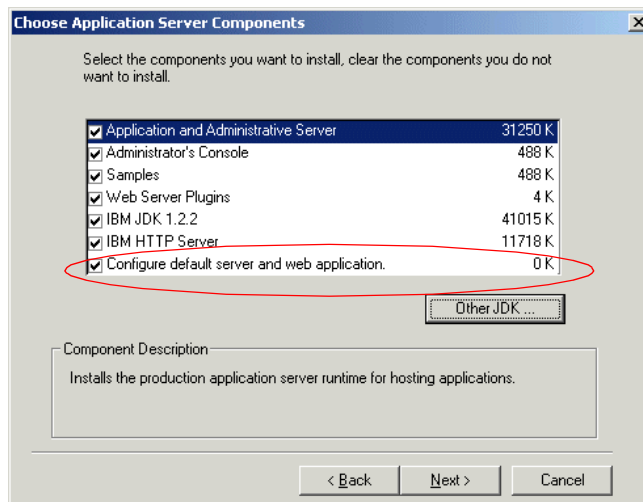 Choose Application Server Components
Select the components you want to install, clear the components you do not
want to install.
Application and Administrative Server 31250 K
Administrator's Console 488 K
Samples 488 K
Web Server Plugins 4 K
IBM JDK 1.2.2 41015 K
IBM HTTP Server 11718 K
Configure default server and web application. 0 K
Other JDK ...
Component Description
Installs the production application server runtime for hosting applications.
< Back Next > Cancel